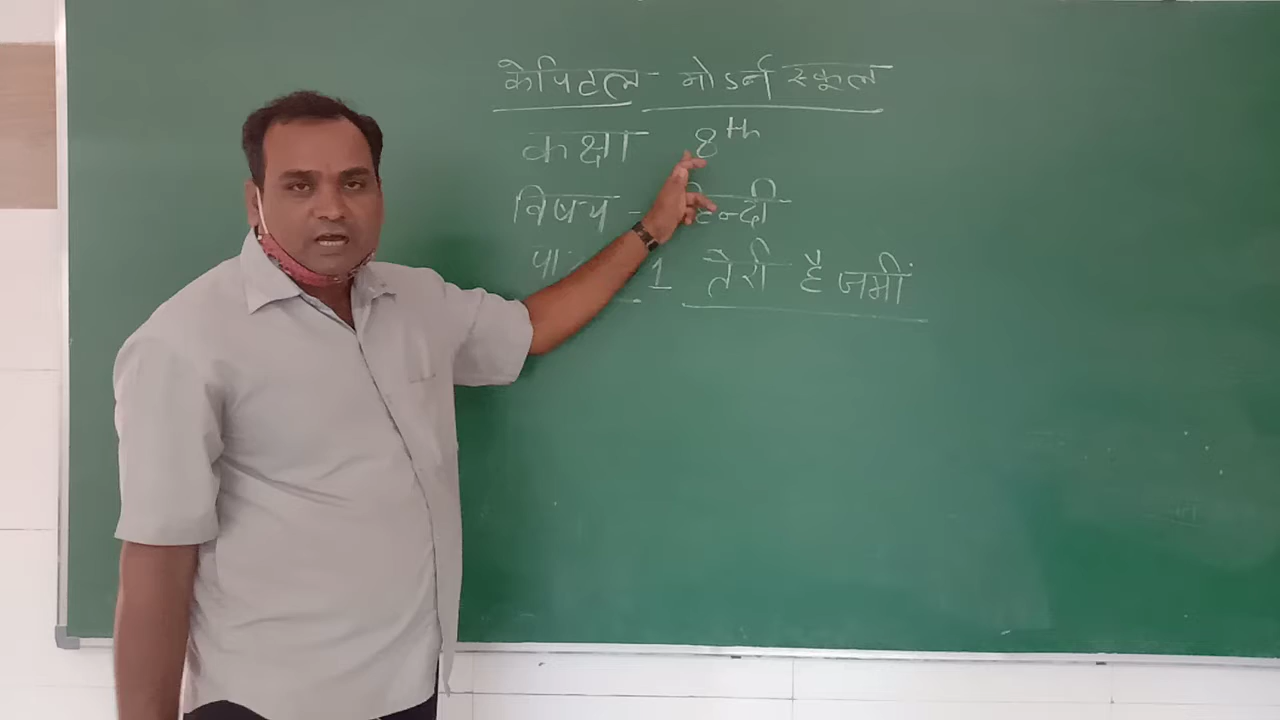 केपिटल - मोडर्न स्कूल
कक्षा 8th
विषय - हिन्दी
1 तेरी है जमीं